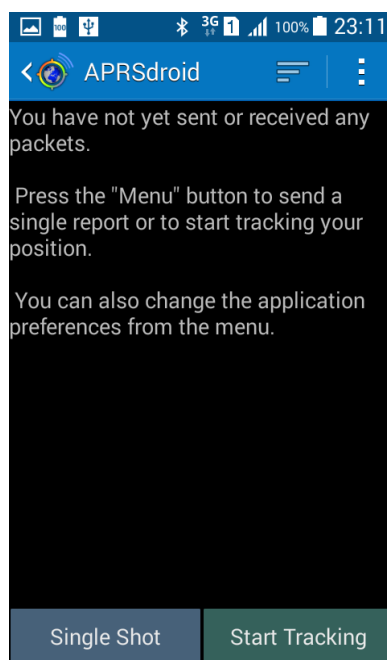 100 3G 1 100% 23:11
APRSdroid
You have not yet sent or received any
packets.
Press the "Menu" button to send a
single report or to start tracking your
position.
You can also change the application
preferences from the menu.
Single Shot Start Tracking